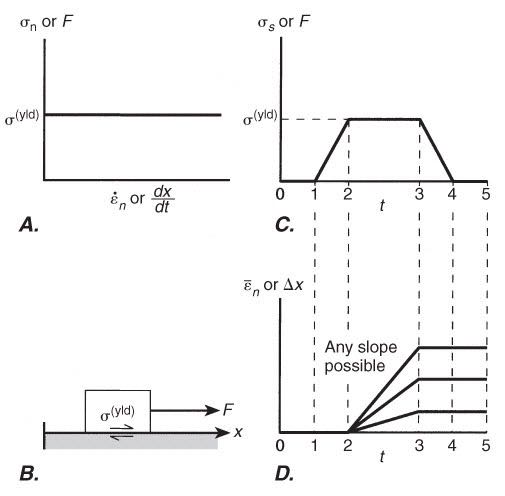 σn or F
σ(yld)
ε̇n or dx/dt
A.
σs or F
σ(yld)
0 1 2 3 4 5
t
C.
σ(yld)
F
x
B.
ε̄n or Δx
Any slope
possible
0 1 2 3 4 5
t
D.